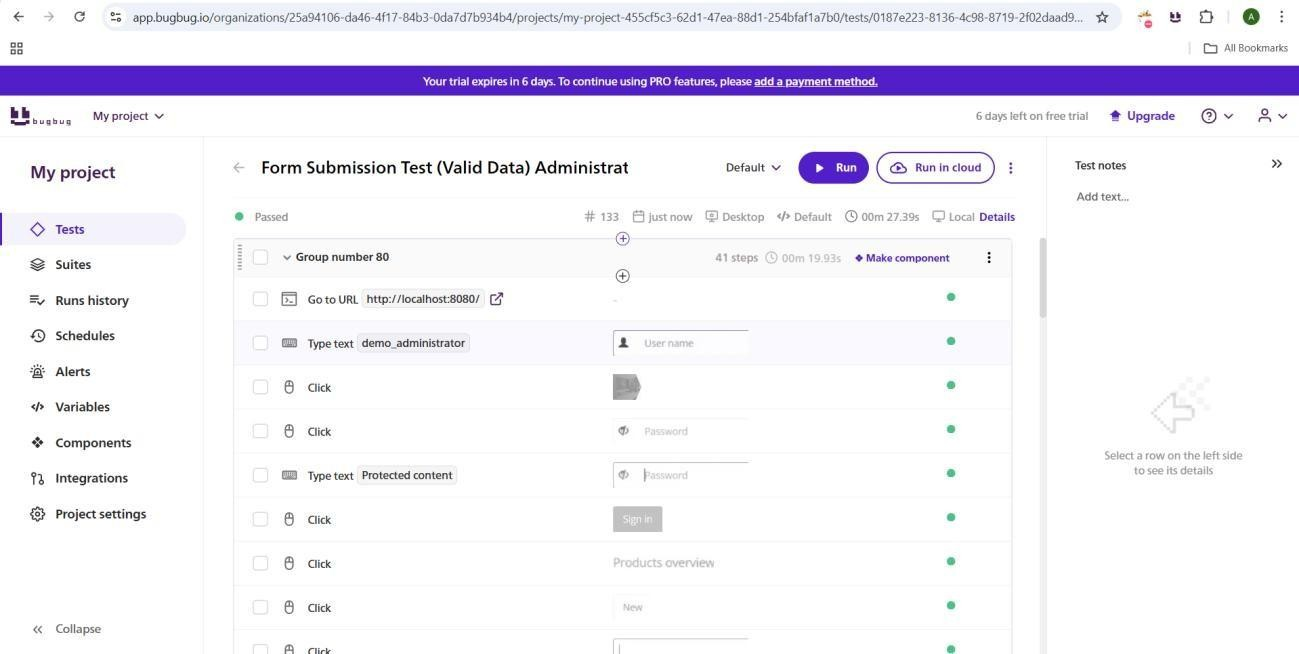 app.bugbug.io/organizations/25a94106-da46-4f17-84b3-0da7d7b934b4/projects/my-project-455cf5c3-62d1-47ea-88d1-254bfaf1a7b0/tests/0187e223-8136-4c98-8719-2f02daad9...
A
All Bookmarks
Your trial expires in 6 days. To continue using PRO features, please add a payment method.
bugbug
My project
6 days left on free trial
Upgrade
My project
Tests
Suites
Runs history
Schedules
Alerts
Variables
Components
Integrations
Project settings
Collapse
Form Submission Test (Valid Data) Administrat
Default
Run
Run in cloud
Passed
# 133 just now Desktop Default 00m 27.39s Local Details
Group number 80 41 steps 00m 19.93s Make component
Go to URL http://localhost:8080/ -
Type text demo_administrator User name
Click
Click Password
Type text Protected content Password
Click Sign in
Click Products overview
Click New
Click
Test notes
Add text...
Select a row on the left side
to see its details